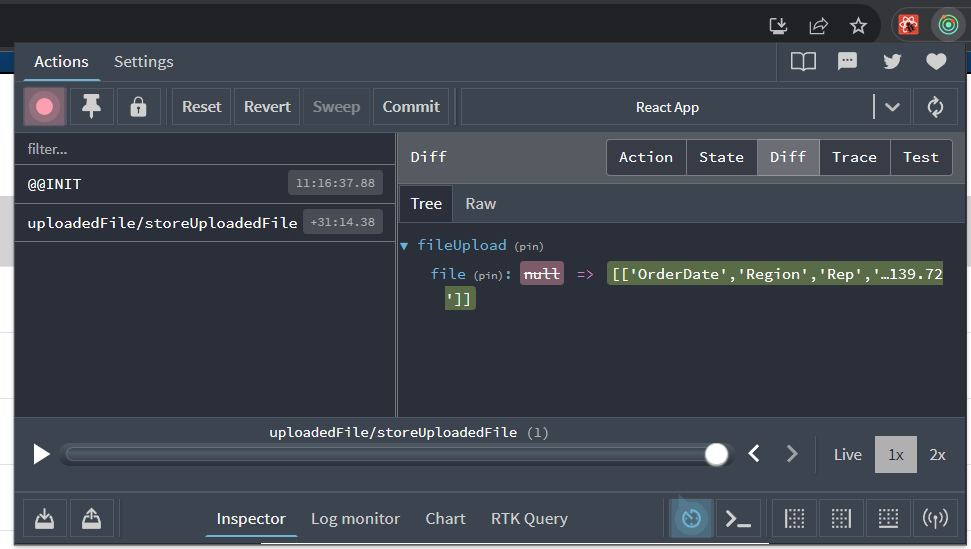 Actions Settings
Reset Revert Sweep Commit React App
filter...
Diff Action State Diff Trace Test
@@INIT 11:16:37.88
Tree Raw
uploadedFile/storeUploadedFile +31:14.38
fileUpload (pin)
file (pin): null => [['OrderDate','Region','Rep','…139.72
']]
uploadedFile/storeUploadedFile (1)
Live 1x 2x
Inspector Log monitor Chart RTK Query